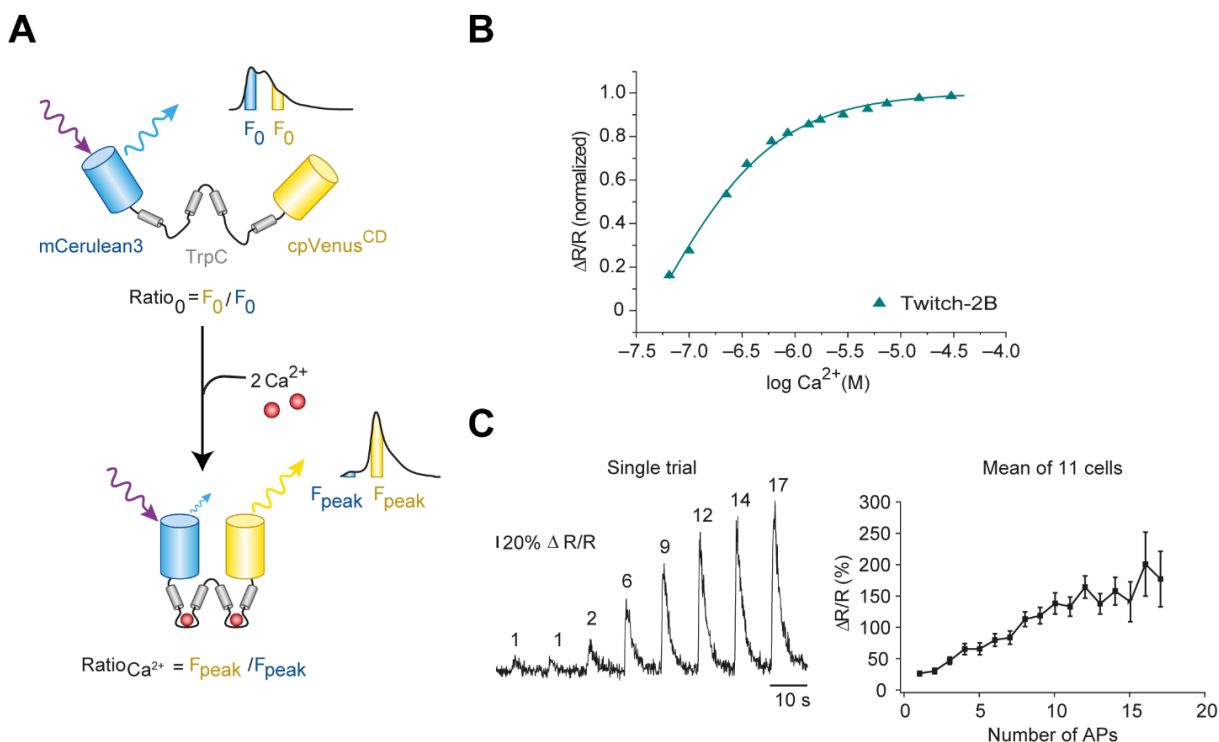 A
F0 F0
mCerulean3
TrpC
cpVenusCD
Ratio0 = F0/F0
2 Ca2+
Fpeak Fpeak
RatioCa2+ = Fpeak/Fpeak
B
ΔR/R (normalized)
1.0
0.8
0.6
0.4
0.2
0
Twitch-2B
–7.5 –7.0 –6.5 –6.0 –5.5 –5.0 –4.5 –4.0
log Ca2+(M)
C
Single trial
20% Δ R/R
1 1 2 6 9 12 14 17
10 s
Mean of 11 cells
ΔR/R (%)
300
250
200
150
100
50
0
0 5 10 15 20
Number of APs